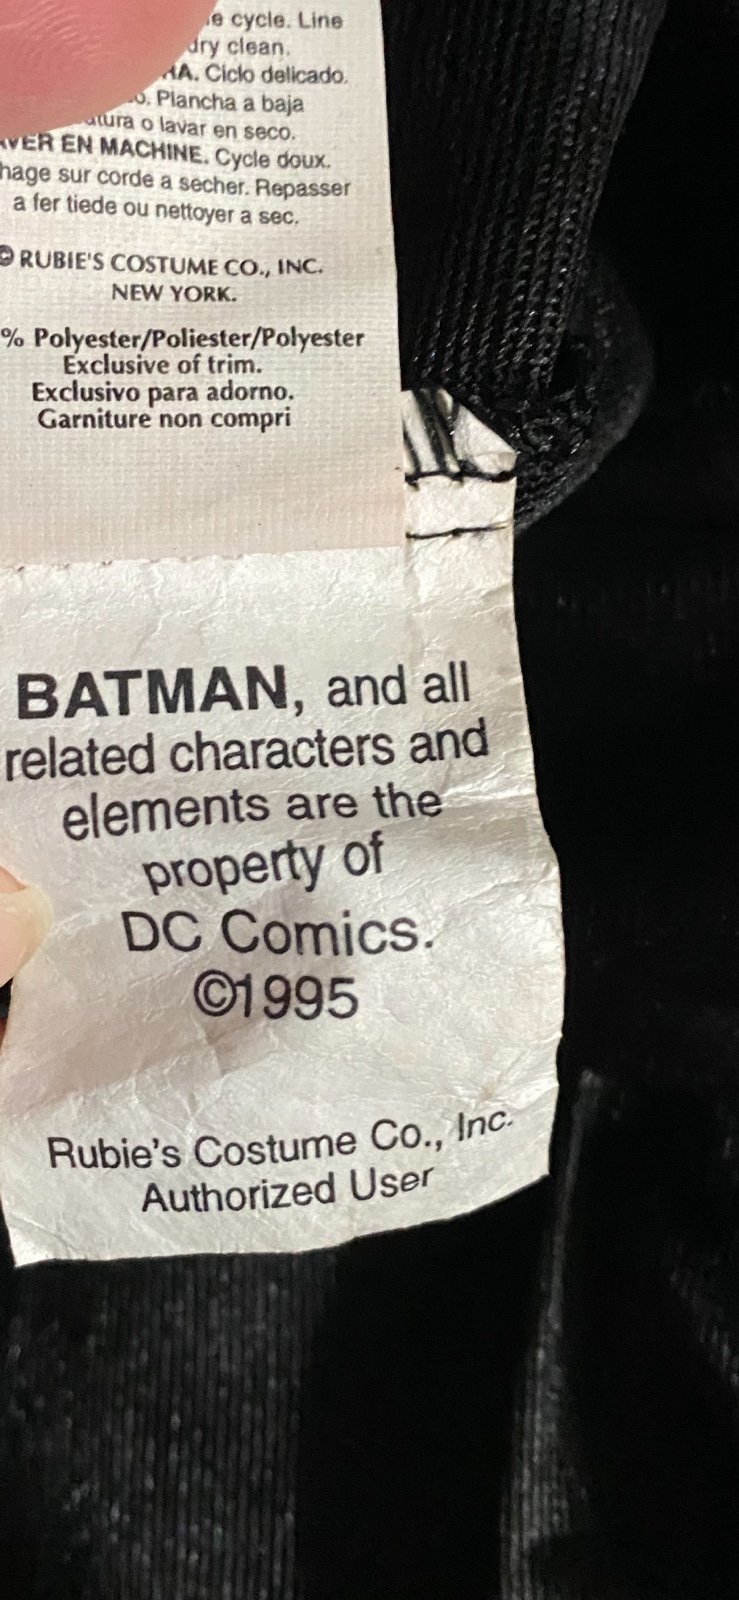 cycle. Line
dry clean.
Ciclo delicado.
Plancha a baja
o lavar en seco.
EN MACHINE. Cycle doux.
sur corde a secher. Repasser
a fer tiede ou nettoyer a sec.
© RUBIE'S COSTUME CO., INC.
NEW YORK.
% Polyester/Poliester/Polyester
Exclusive of trim.
Exclusivo para adorno.
Garniture non compri
BATMAN, and all
related characters and
elements are the
property of
DC Comics.
©1995
Rubie's Costume Co., Inc.
Authorized User